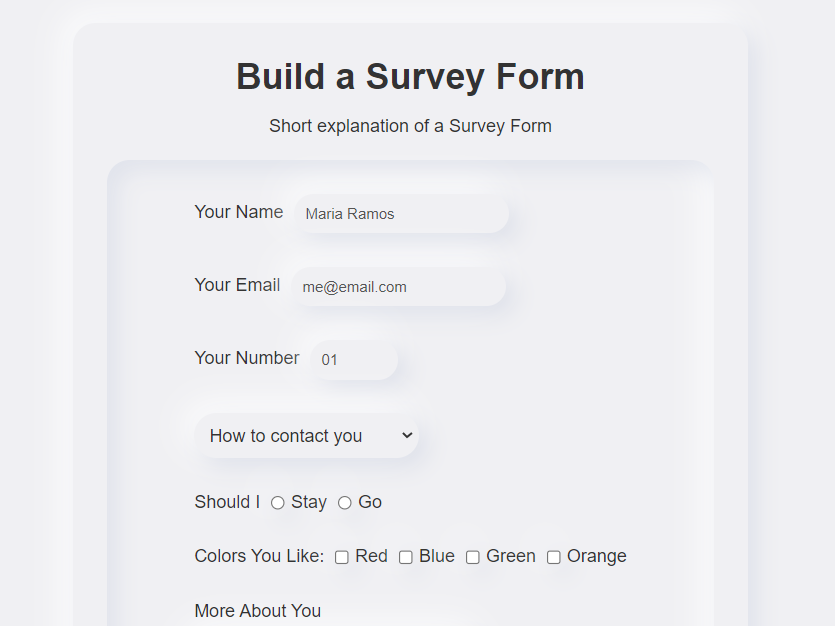 Build a Survey Form
Short explanation of a Survey Form
Your Name Maria Ramos
Your Email me@email.com
Your Number 01
How to contact you
Should I Stay Go
Colors You Like: Red Blue Green Orange
More About You